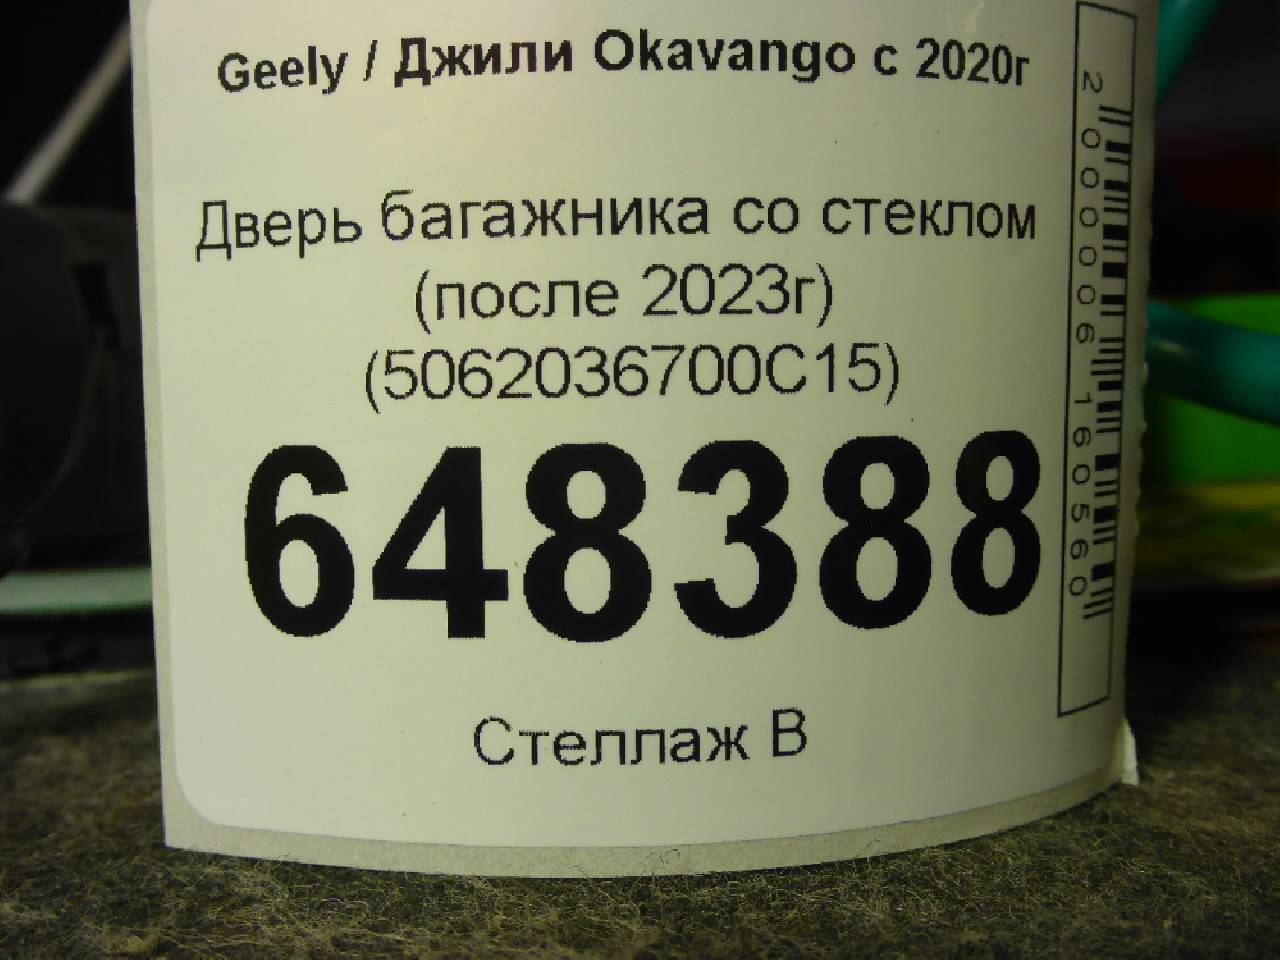 Geely / Джили Okavango с 2020г
Дверь багажника со стеклом
(после 2023г)
(5062036700C15)
648388
Стеллаж B
2000006160560